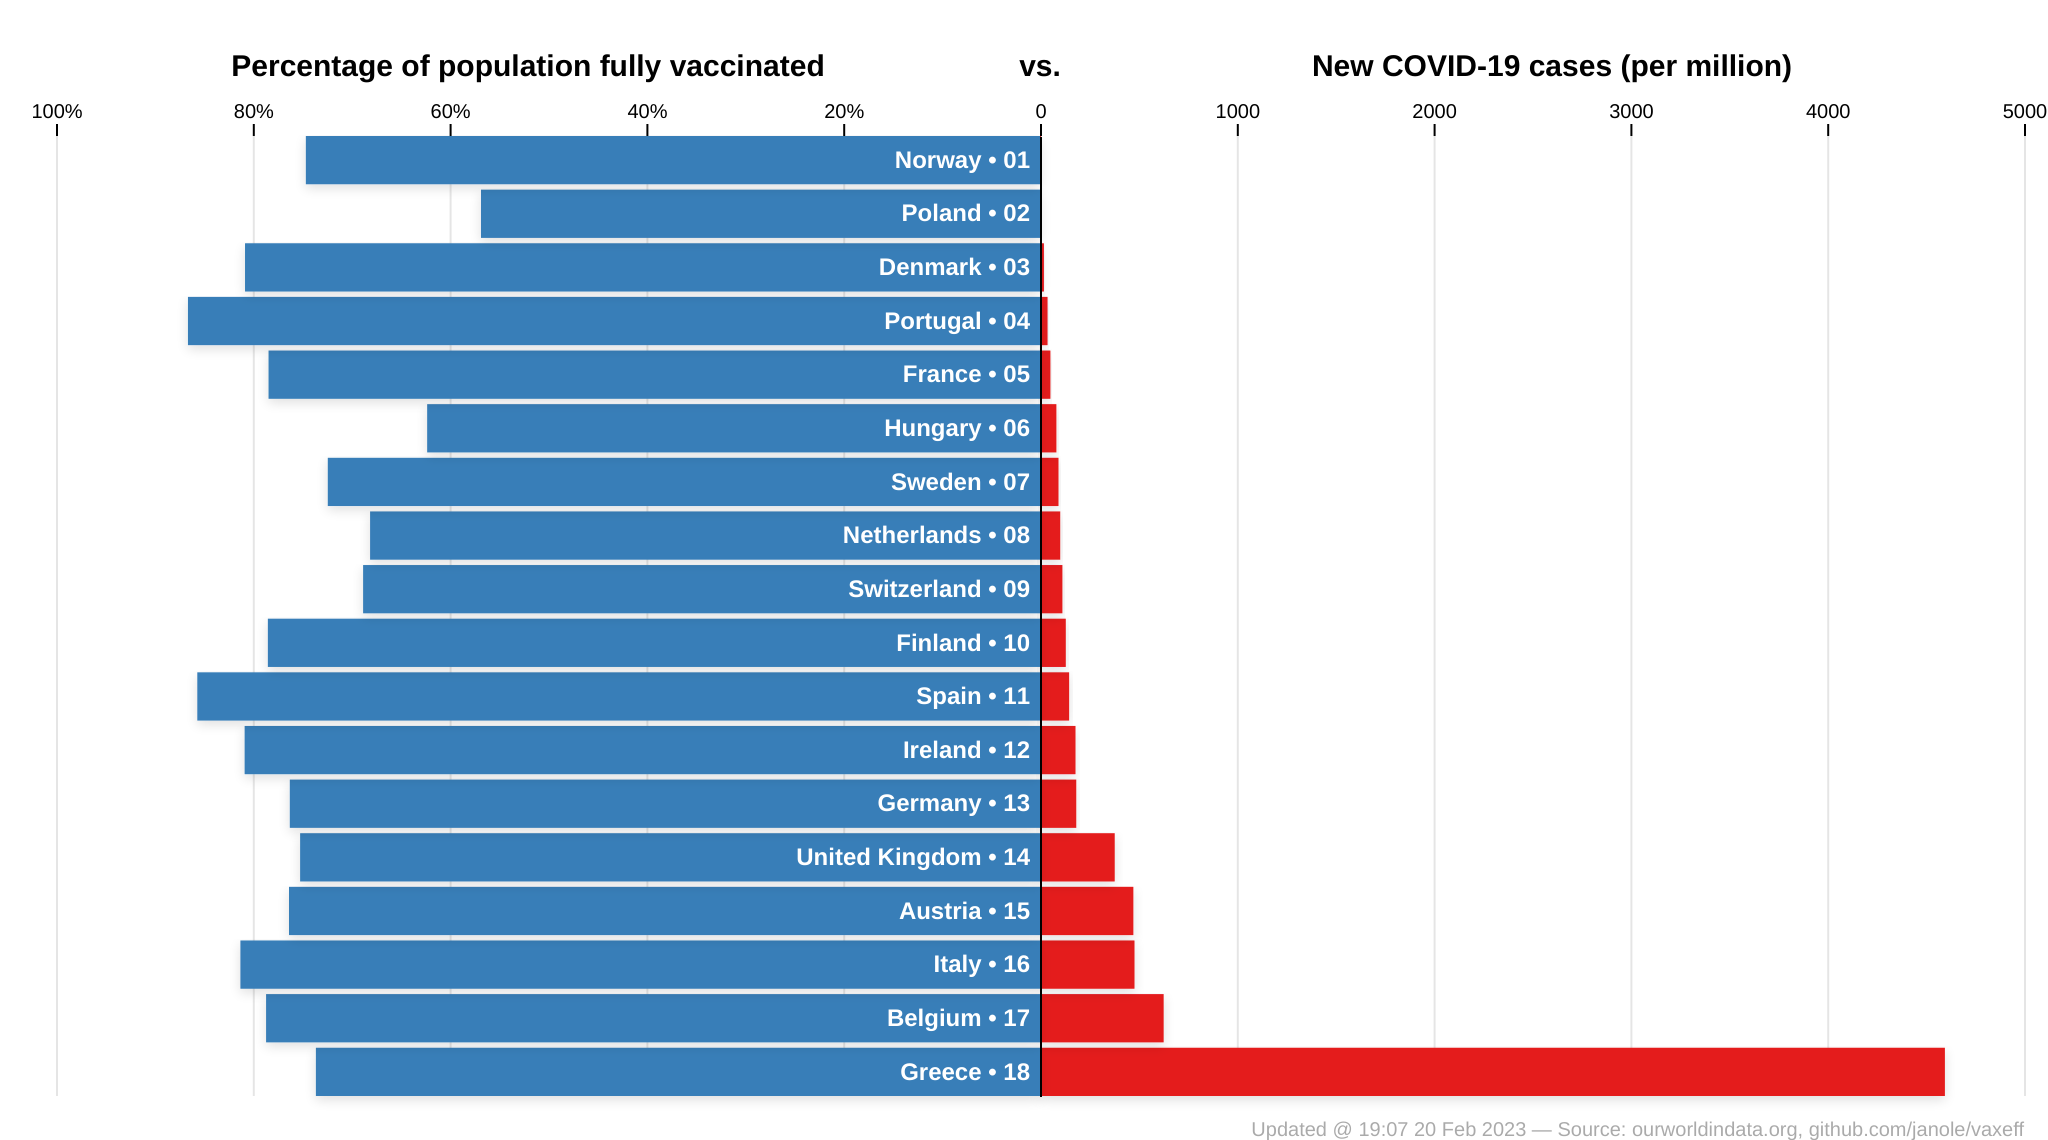 Percentage of population fully vaccinated vs. New COVID-19 cases (per million)
100% 80% 60% 40% 20% 0 1000 2000 3000 4000 5000
Norway • 01
Poland • 02
Denmark • 03
Portugal • 04
France • 05
Hungary • 06
Sweden • 07
Netherlands • 08
Switzerland • 09
Finland • 10
Spain • 11
Ireland • 12
Germany • 13
United Kingdom • 14
Austria • 15
Italy • 16
Belgium • 17
Greece • 18
Updated @ 19:07 20 Feb 2023 — Source: ourworldindata.org, github.com/janole/vaxeff